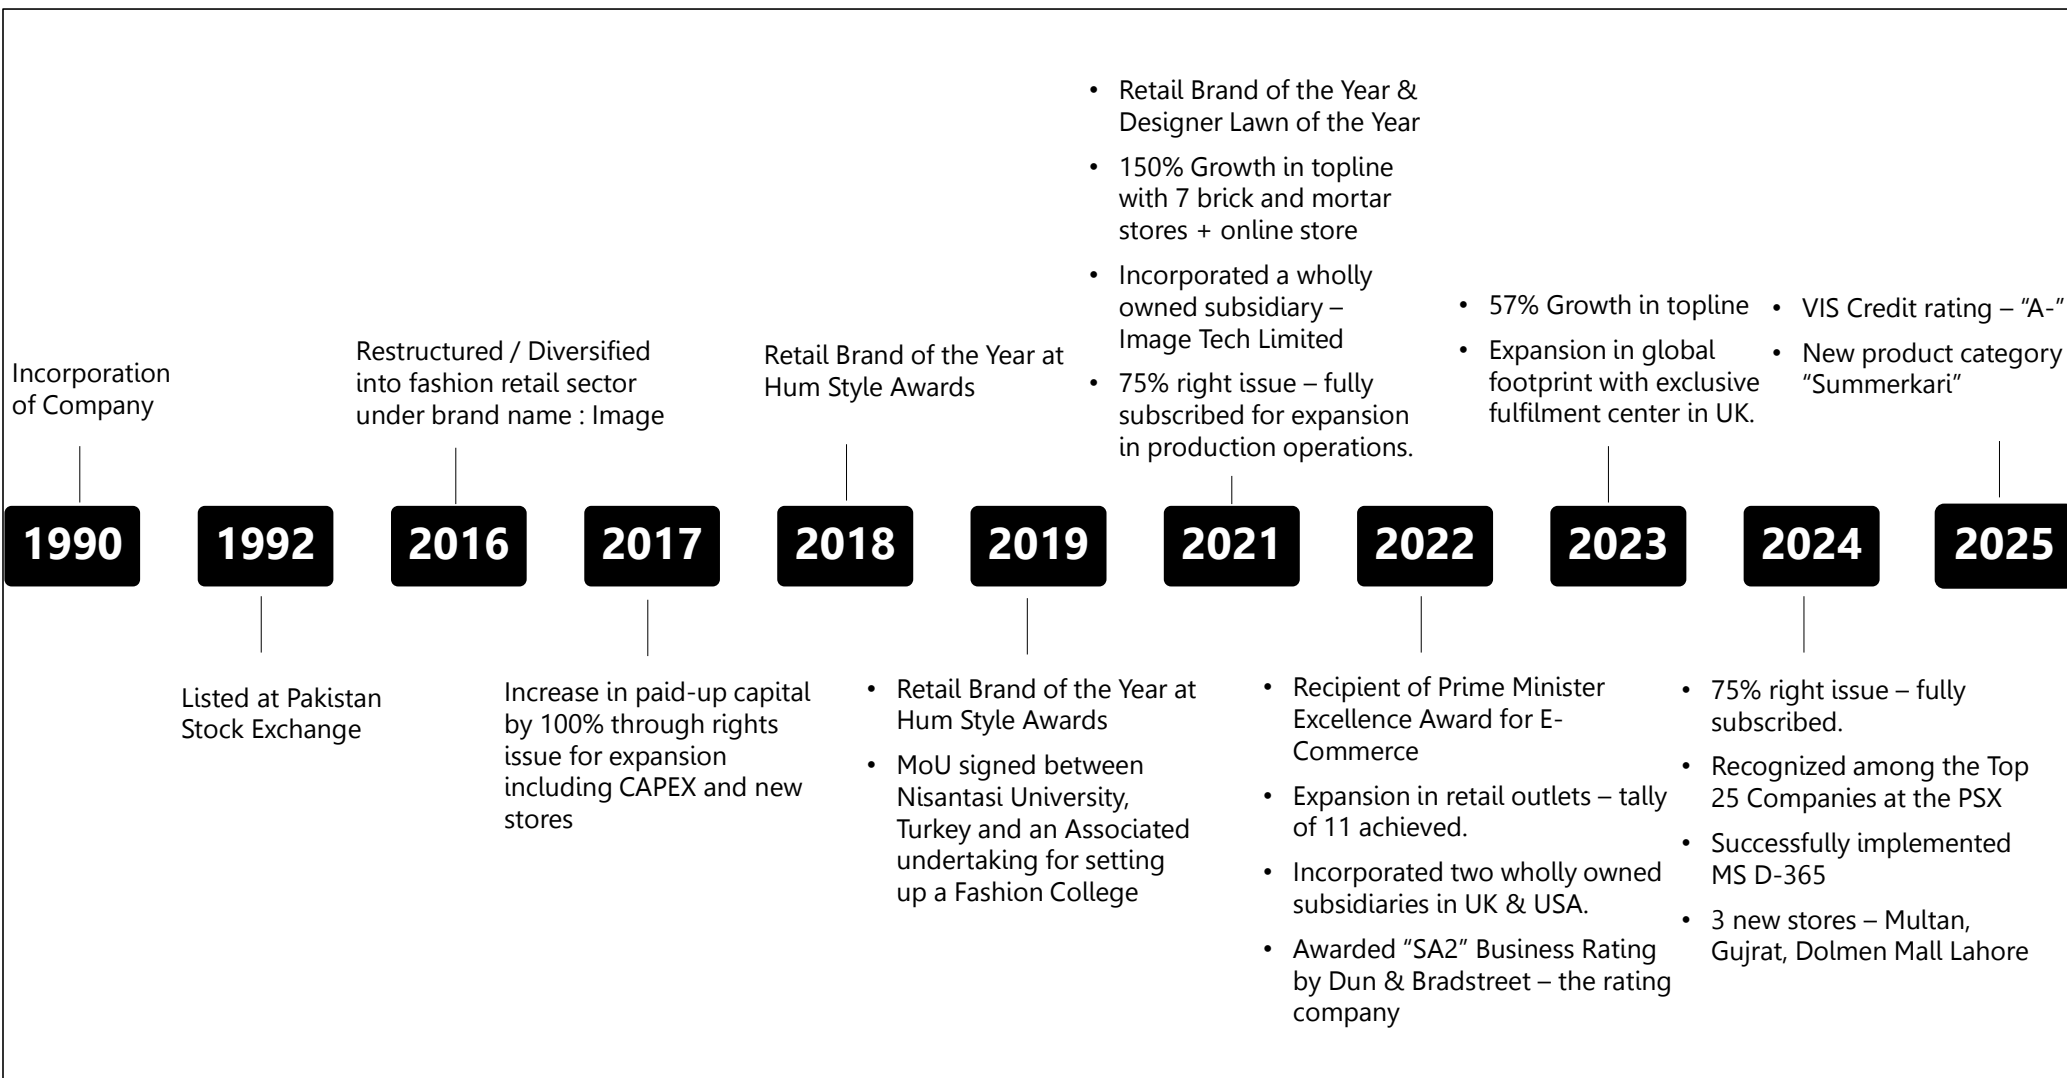 • Retail Brand of the Year &
Designer Lawn of the Year
• 150% Growth in topline
with 7 brick and mortar
stores + online store
• Incorporated a wholly
owned subsidiary –
Image Tech Limited
• 75% right issue – fully
subscribed for expansion
in production operations.
• 57% Growth in topline
• Expansion in global
footprint with exclusive
fulfilment center in UK.
• VIS Credit rating – “A-”
• New product category
“Summerkari”
Incorporation
of Company
Restructured / Diversified
into fashion retail sector
under brand name : Image
Retail Brand of the Year at
Hum Style Awards
1990
1992
2016
2017
2018
2019
2021
2022
2023
2024
2025
Listed at Pakistan
Stock Exchange
Increase in paid-up capital
by 100% through rights
issue for expansion
including CAPEX and new
stores
• Retail Brand of the Year at
Hum Style Awards
• MoU signed between
Nisantasi University,
Turkey and an Associated
undertaking for setting
up a Fashion College
• Recipient of Prime Minister
Excellence Award for E-
Commerce
• Expansion in retail outlets – tally
of 11 achieved.
• Incorporated two wholly owned
subsidiaries in UK & USA.
• Awarded “SA2” Business Rating
by Dun & Bradstreet – the rating
company
• 75% right issue – fully
subscribed.
• Recognized among the Top
25 Companies at the PSX
• Successfully implemented
MS D-365
• 3 new stores – Multan,
Gujrat, Dolmen Mall Lahore